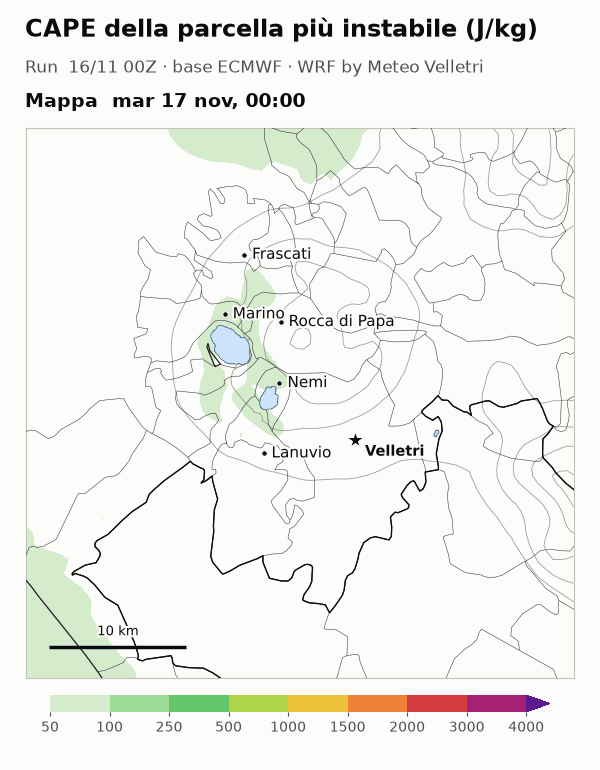 CAPE della parcella più instabile (J/kg)
Run  16/11 00Z · base ECMWF · WRF by Meteo Velletri
Mappa  mar 17 nov, 00:00
Frascati
Marino
Rocca di Papa
Nemi
Velletri
Lanuvio
10 km
50 100 250 500 1000 1500 2000 3000 4000